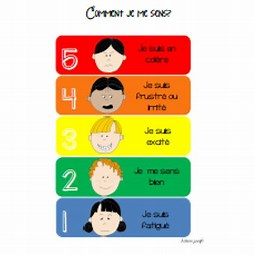 Comment je me sens?
5
Je suis en
colère
4
Je suis
frustré ou
irrité
3
Je suis
excité
2
Je me sens
bien
1
Je suis
fatigué